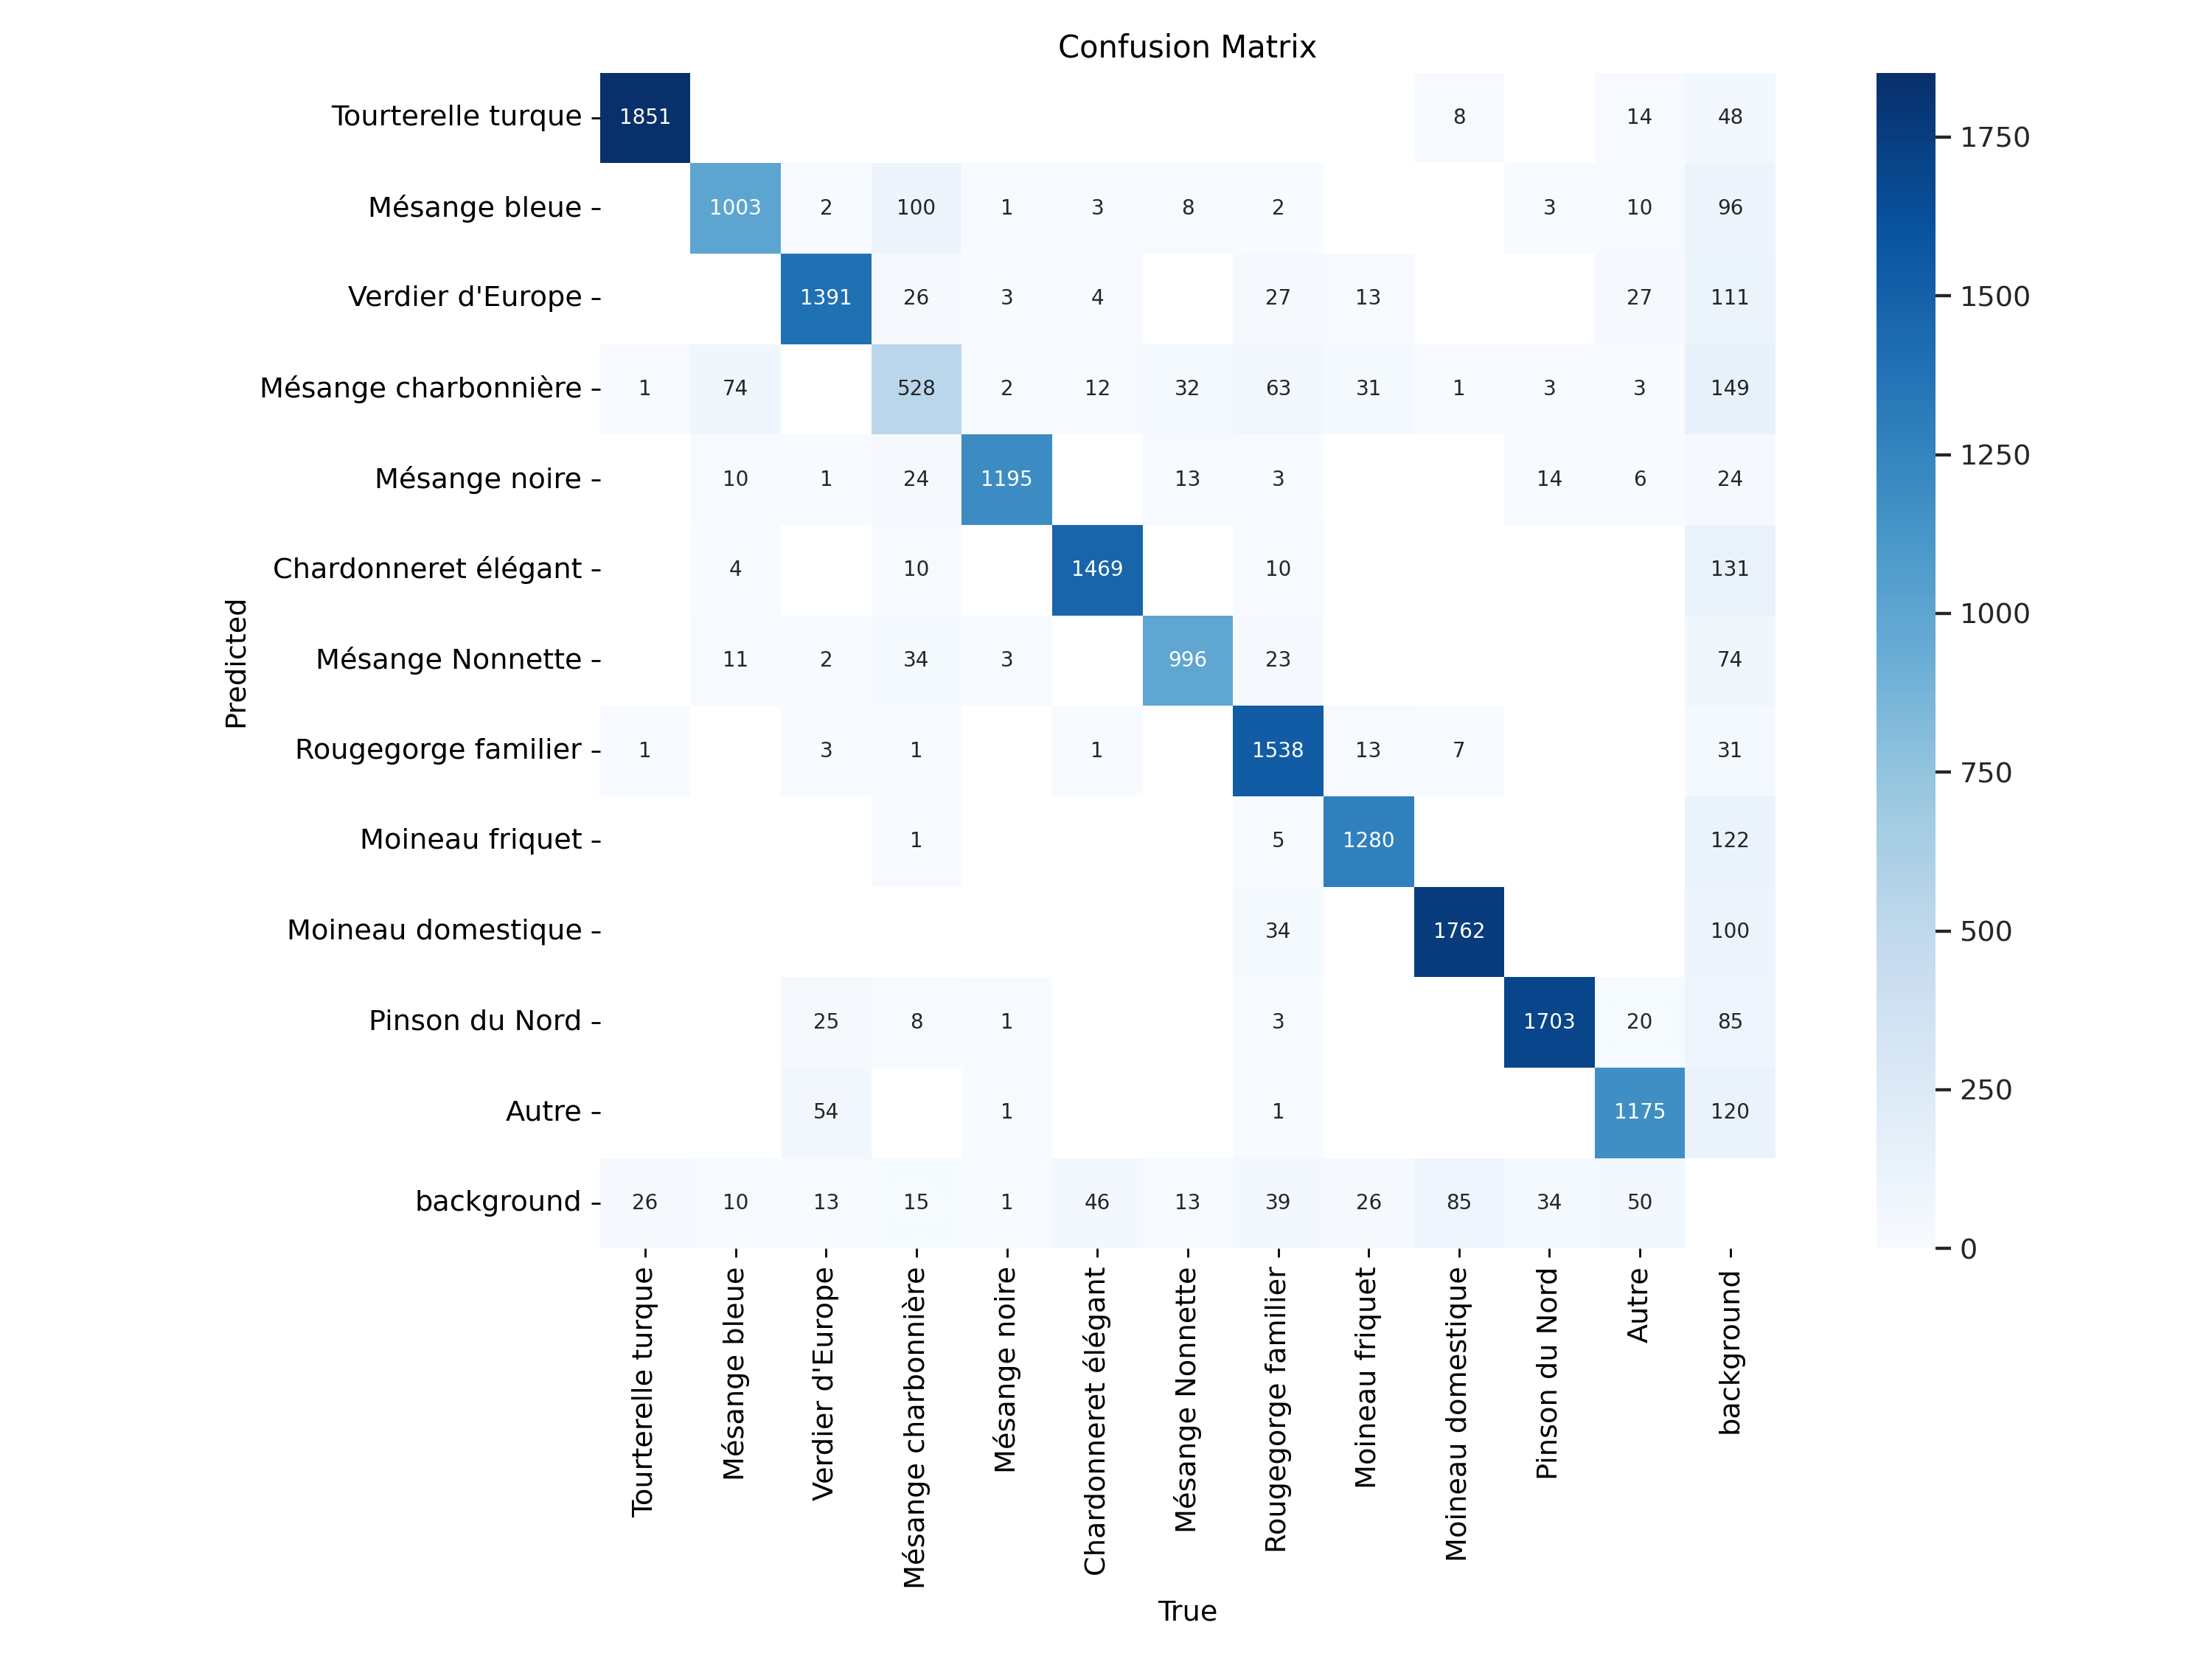 Confusion Matrix
Tourterelle turque 1851 8 14 48
Mésange bleue 1003 2 100 1 3 8 2 3 10 96
Verdier d'Europe 1391 26 3 4 27 13 27 111
Mésange charbonnière 1 74 528 2 12 32 63 31 1 3 3 149
Mésange noire 10 1 24 1195 13 3 14 6 24
Chardonneret élégant 4 10 1469 10 131
Mésange Nonnette 11 2 34 3 996 23 74
Rougegorge familier 1 3 1 1 1538 13 7 31
Moineau friquet 1 5 1280 122
Moineau domestique 34 1762 100
Pinson du Nord 25 8 1 3 1703 20 85
Autre 54 1 1 1175 120
background 26 10 13 15 1 46 13 39 26 85 34 50
Predicted
Tourterelle turque
Mésange bleue
Verdier d'Europe
Mésange charbonnière
Mésange noire
Chardonneret élégant
Mésange Nonnette
Rougegorge familier
Moineau friquet
Moineau domestique
Pinson du Nord
Autre
background
True
1750
1500
1250
1000
750
500
250
0